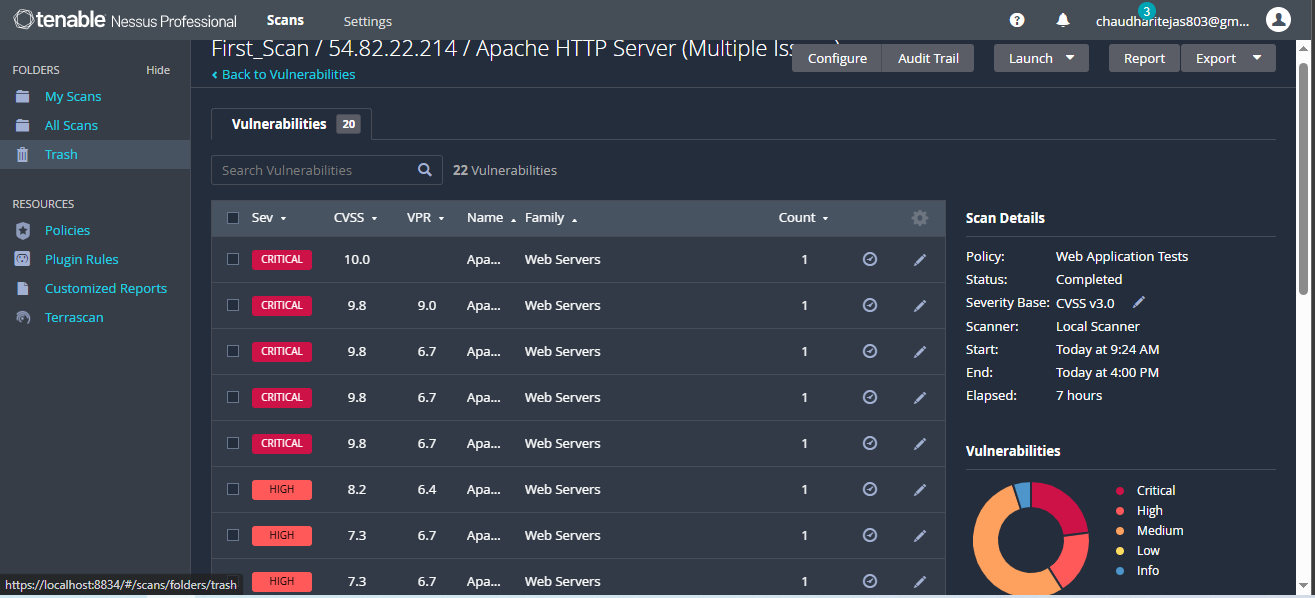 tenable Nessus Professional Scans Settings ? 3 chaudharitejas803@gm...
FOLDERS Hide
My Scans
All Scans
Trash
RESOURCES
Policies
Plugin Rules
Customized Reports
Terrascan
First_Scan / 54.82.22.214 / Apache HTTP Server (Multiple
Back to Vulnerabilities
Configure Audit Trail Launch Report Export
Vulnerabilities 20
Search Vulnerabilities 22 Vulnerabilities
Sev CVSS VPR Name Family Count
CRITICAL 10.0 Apa... Web Servers 1
CRITICAL 9.8 9.0 Apa... Web Servers 1
CRITICAL 9.8 6.7 Apa... Web Servers 1
CRITICAL 9.8 6.7 Apa... Web Servers 1
CRITICAL 9.8 6.7 Apa... Web Servers 1
HIGH 8.2 6.4 Apa... Web Servers 1
HIGH 7.3 6.7 Apa... Web Servers 1
HIGH 7.3 6.7 Apa... Web Servers 1
Scan Details
Policy: Web Application Tests
Status: Completed
Severity Base: CVSS v3.0
Scanner: Local Scanner
Start: Today at 9:24 AM
End: Today at 4:00 PM
Elapsed: 7 hours
Vulnerabilities
Critical
High
Medium
Low
Info
https://localhost:8834/#/scans/folders/trash